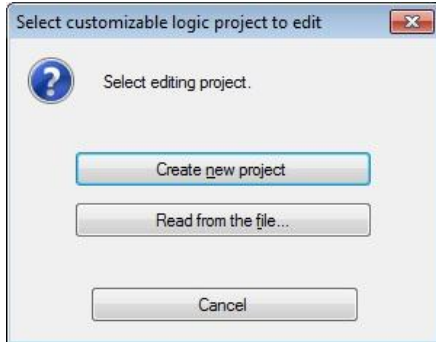 Select customizable logic project to edit
Select editing project.
Create new project
Read from the file...
Cancel